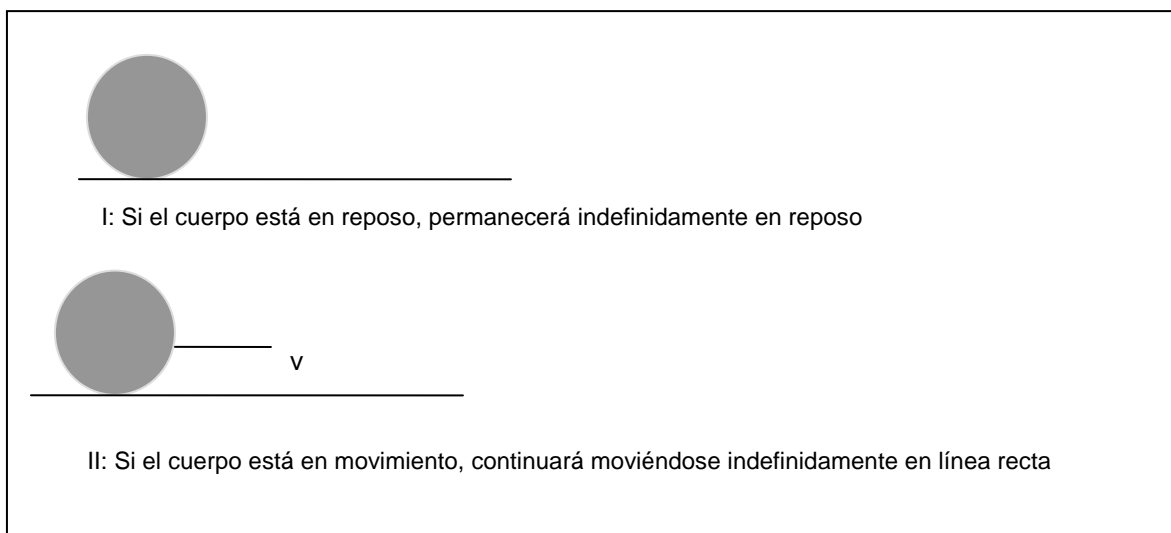 I: Si el cuerpo está en reposo, permanecerá indefinidamente en reposo
v
II: Si el cuerpo está en movimiento, continuará moviéndose indefinidamente en línea recta